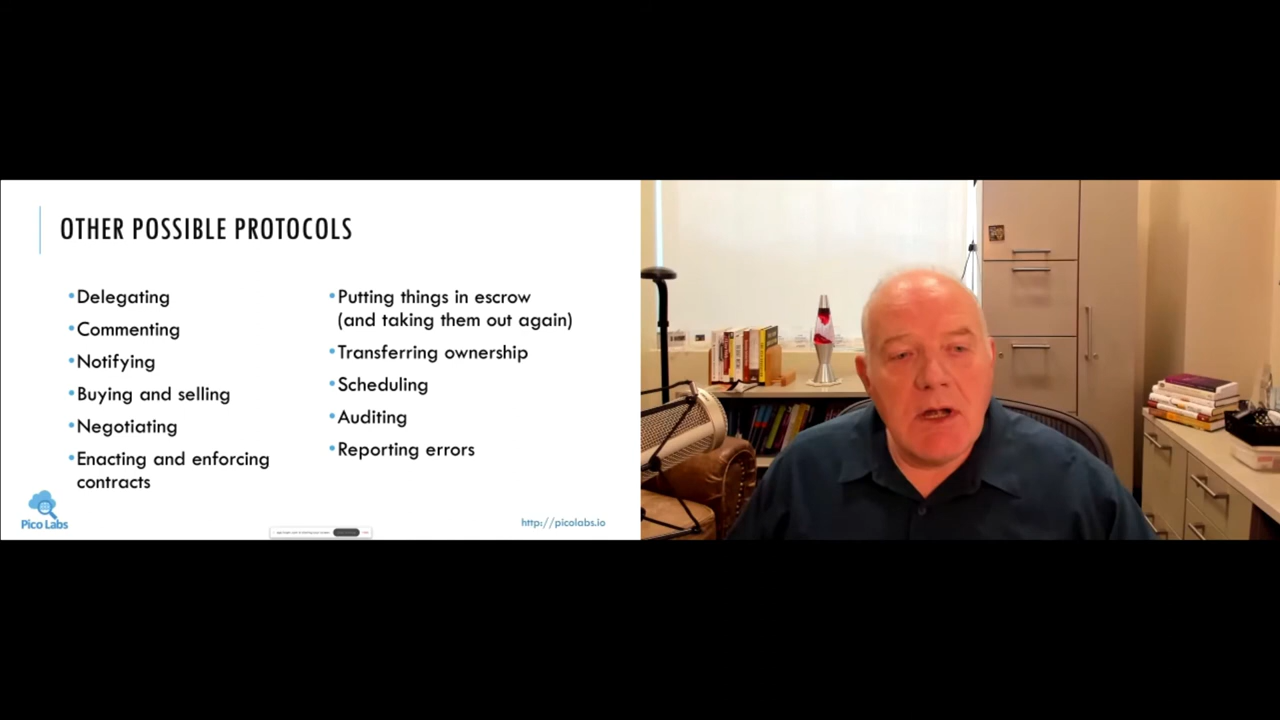 OTHER POSSIBLE PROTOCOLS
•Delegating
•Commenting
•Notifying
•Buying and selling
•Negotiating
•Enacting and enforcing
contracts
•Putting things in escrow
(and taking them out again)
•Transferring ownership
•Scheduling
•Auditing
•Reporting errors
Pico Labs
http://picolabs.io